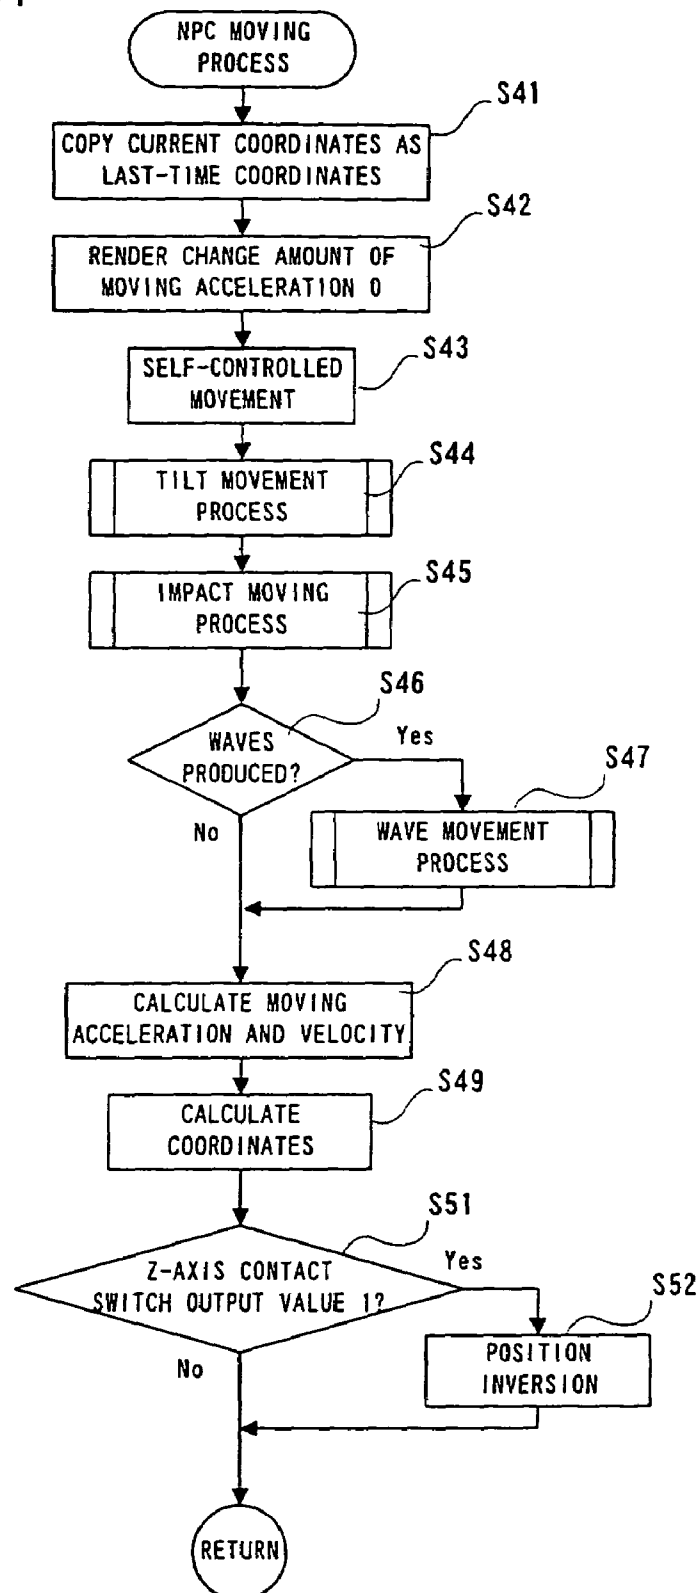 NPC MOVING
PROCESS
S41
COPY CURRENT COORDINATES AS
LAST-TIME COORDINATES
S42
RENDER CHANGE AMOUNT OF
MOVING ACCELERATION 0
S43
SELF-CONTROLLED
MOVEMENT
S44
TILT MOVEMENT
PROCESS
S45
IMPACT MOVING
PROCESS
S46
WAVES
PRODUCED?
Yes
No
S47
WAVE MOVEMENT
PROCESS
S48
CALCULATE MOVING
ACCELERATION AND VELOCITY
S49
CALCULATE
COORDINATES
S51
Z-AXIS CONTACT
SWITCH OUTPUT VALUE 1?
Yes
No
S52
POSITION
INVERSION
RETURN